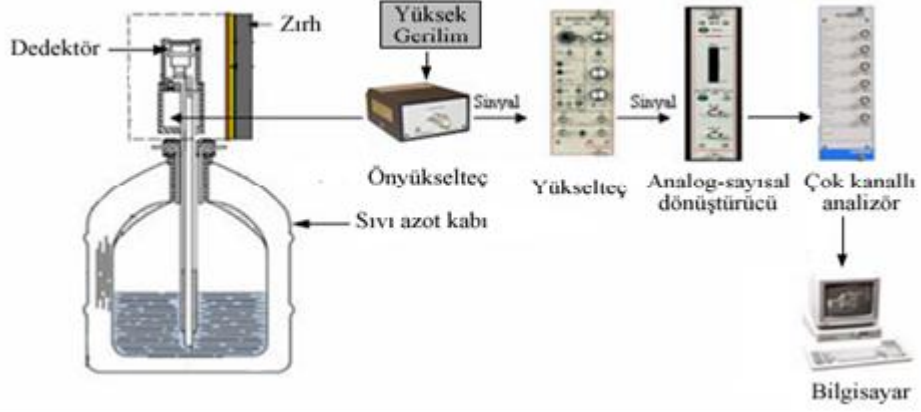 Yüksek
Gerilim
Zırh
Dedektör
Sinyal
Sinyal
Önyükselteç
Yükselteç
Analog-sayısal
dönüştürücü
Çok kanallı
analizör
Sıvı azot kabı
Bilgisayar